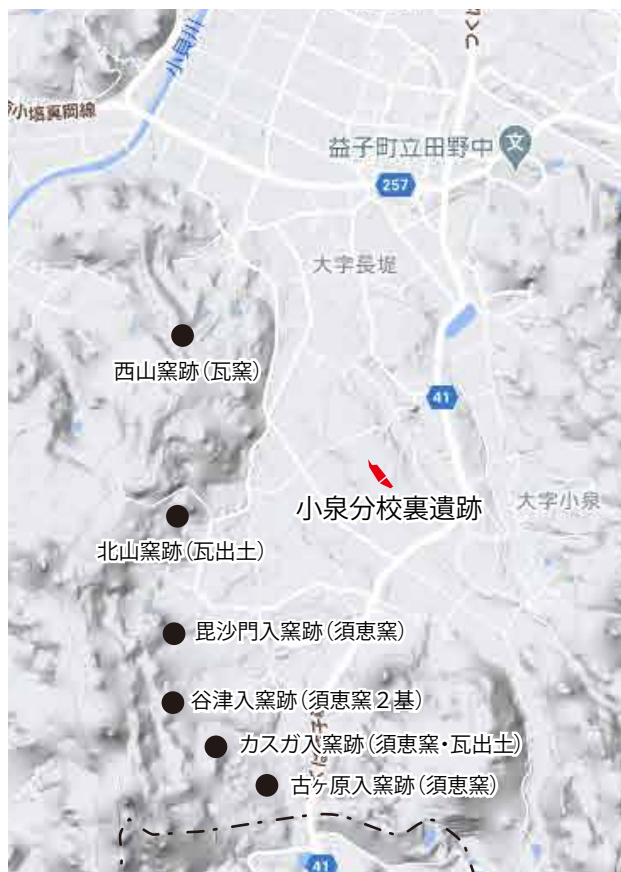 小貝川
つくば
小塙真岡線
益子町立田野中
文
257
大字長堤
西山窯跡（瓦窯）
41
小泉分校裏遺跡
大字小泉
北山窯跡（瓦出土）
毘沙門入窯跡（須恵窯）
谷津入窯跡（須恵窯２基）
カスガ入窯跡（須恵窯・瓦出土）
古ヶ原入窯跡（須恵窯）
41